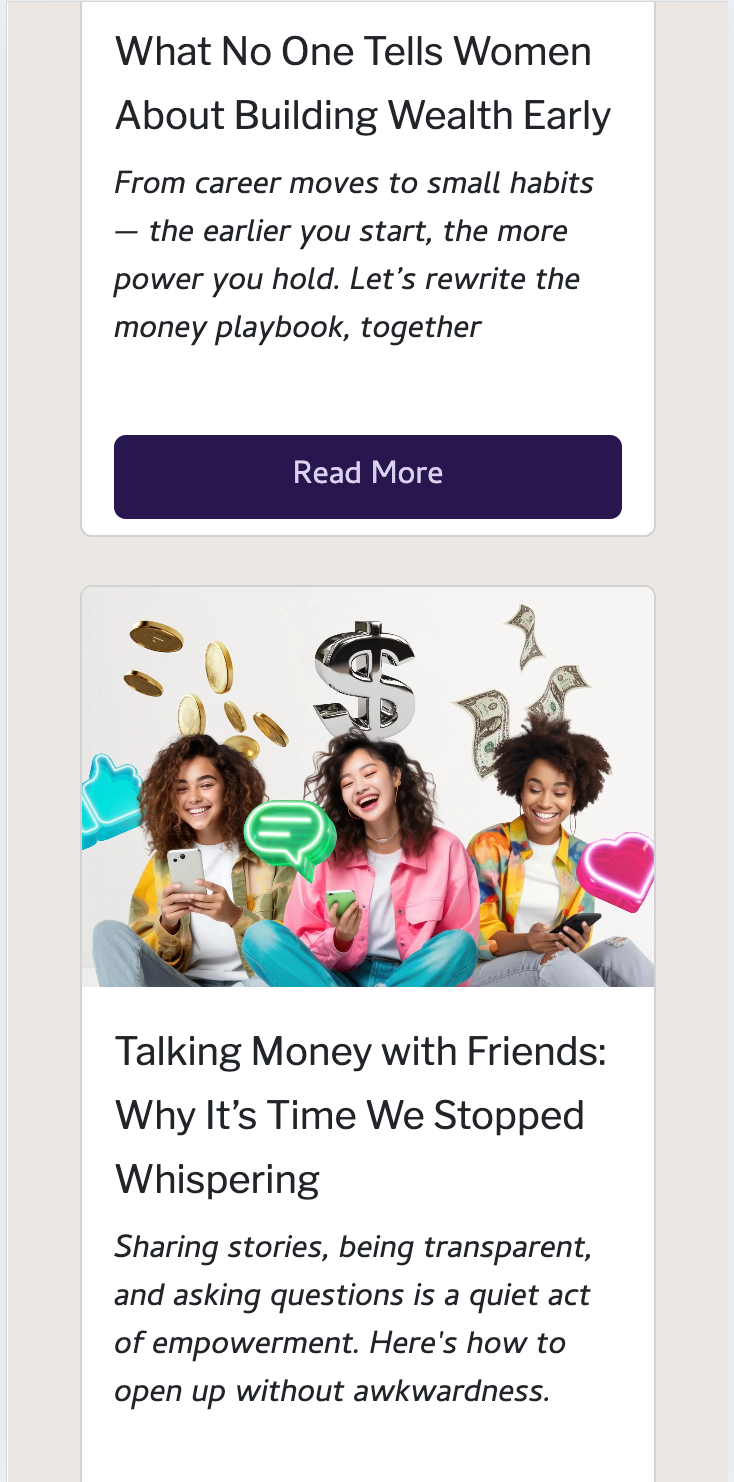 What No One Tells Women
About Building Wealth Early
From career moves to small habits
— the earlier you start, the more
power you hold. Let’s rewrite the
money playbook, together
Read More
Talking Money with Friends:
Why It’s Time We Stopped
Whispering
Sharing stories, being transparent,
and asking questions is a quiet act
of empowerment. Here's how to
open up without awkwardness.